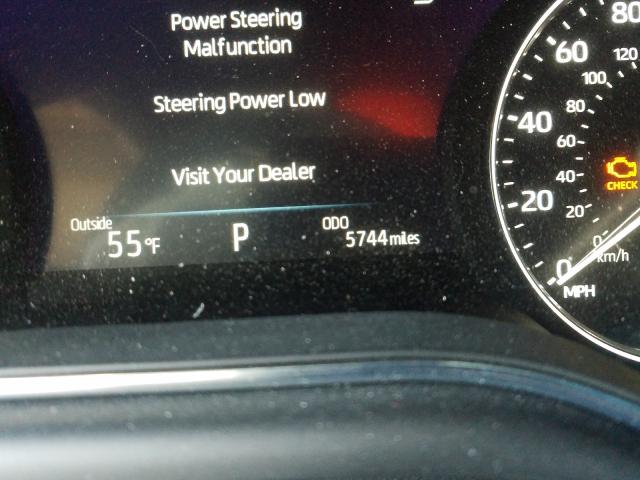 Power Steering
Malfunction
Steering Power Low
Visit Your Dealer
Outside
55°F
P
ODO
5744 miles
80
60
40
20
0
MPH
120
100
80
60
40
20
0
km/h
CHECK